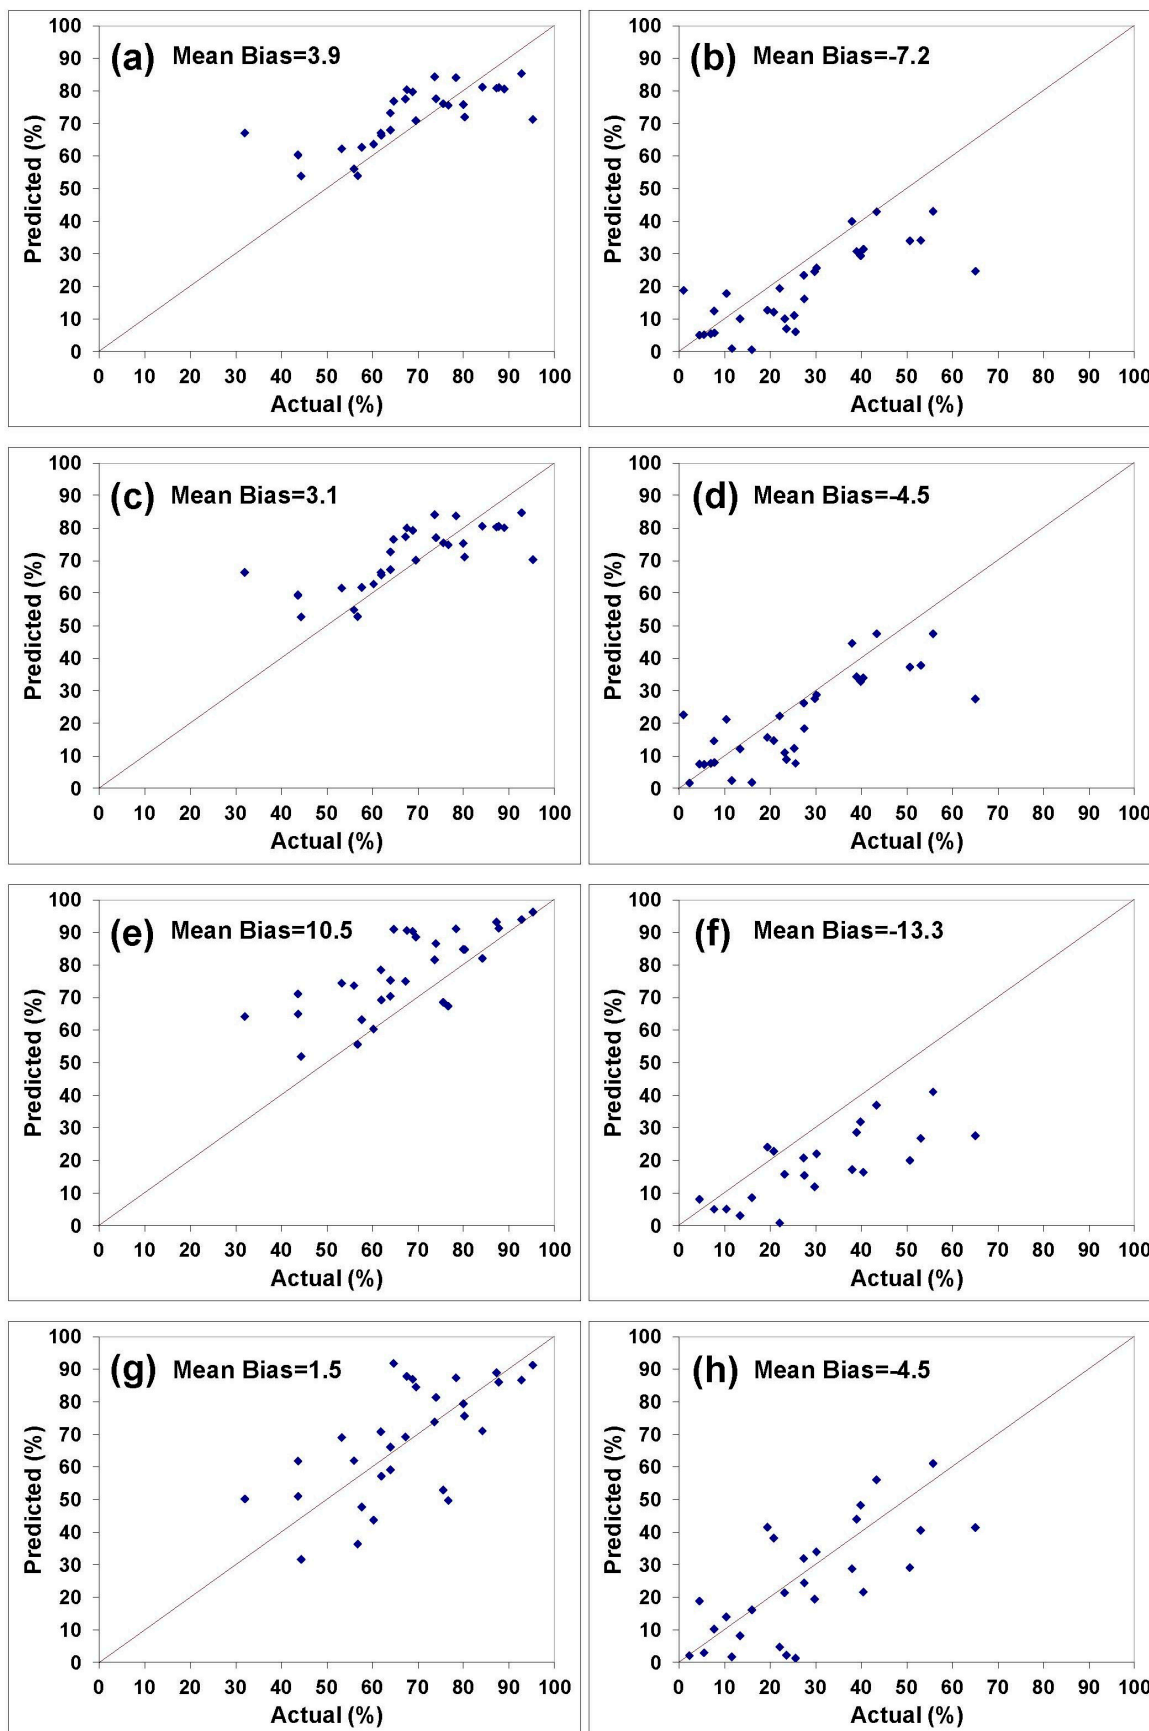 (a) Mean Bias=3.9
100
90
80
70
60
50
40
30
20
10
0
Predicted (%)
0 10 20 30 40 50 60 70 80 90 100
Actual (%)
(b) Mean Bias=-7.2
100
90
80
70
60
50
40
30
20
10
0
Predicted (%)
0 10 20 30 40 50 60 70 80 90 100
Actual (%)
(c) Mean Bias=3.1
100
90
80
70
60
50
40
30
20
10
0
Predicted (%)
0 10 20 30 40 50 60 70 80 90 100
Actual (%)
(d) Mean Bias=-4.5
100
90
80
70
60
50
40
30
20
10
0
Predicted (%)
0 10 20 30 40 50 60 70 80 90 100
Actual (%)
(e) Mean Bias=10.5
100
90
80
70
60
50
40
30
20
10
0
Predicted (%)
0 10 20 30 40 50 60 70 80 90 100
Actual (%)
(f) Mean Bias=-13.3
100
90
80
70
60
50
40
30
20
10
0
Predicted (%)
0 10 20 30 40 50 60 70 80 90 100
Actual (%)
(g) Mean Bias=1.5
100
90
80
70
60
50
40
30
20
10
0
Predicted (%)
0 10 20 30 40 50 60 70 80 90 100
Actual (%)
(h) Mean Bias=-4.5
100
90
80
70
60
50
40
30
20
10
0
Predicted (%)
0 10 20 30 40 50 60 70 80 90 100
Actual (%)